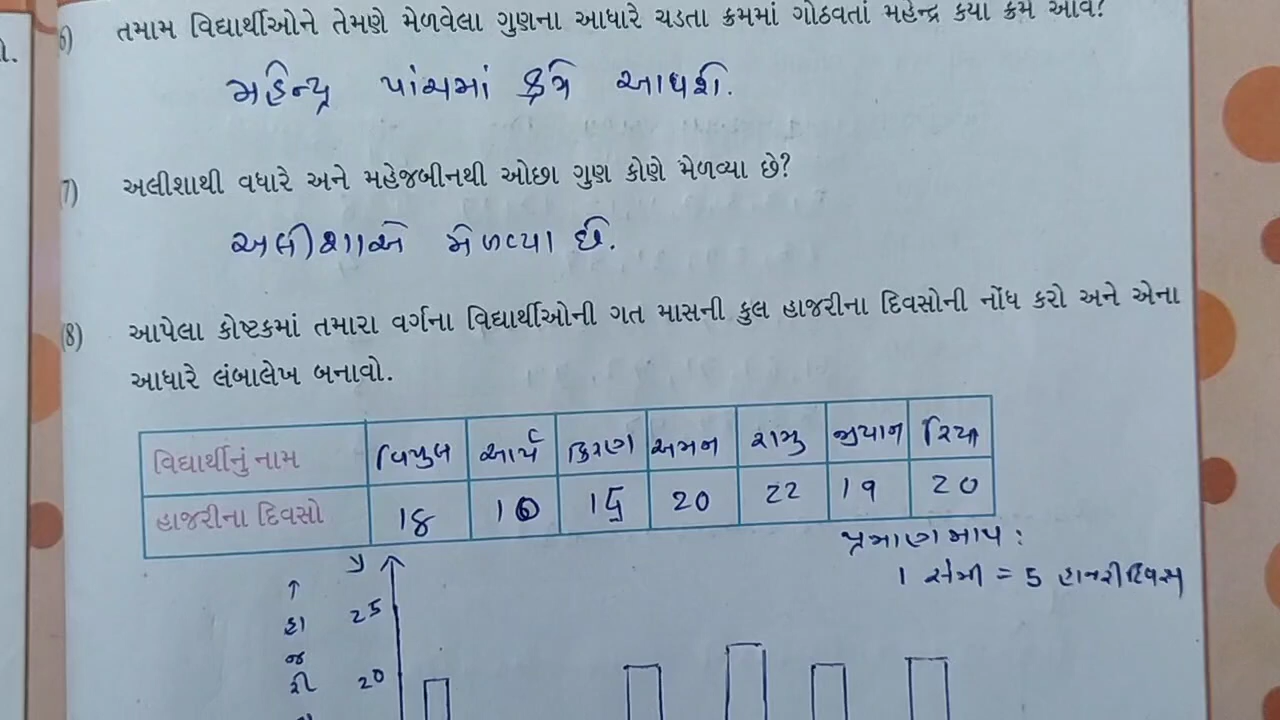 6) તમામ વિદ્યાર્થીઓને તેમણે મેળવેલા ગુણના આધારે ચડતા ક્રમમાં ગોઠવતાં મહેન્દ્ર કયા ક્રમે આવે?
મહેન્દ્ર પાંચમાં ક્રમે આવશે.
7) અલીશાથી વધારે અને મહેજબીનથી ઓછા ગુણ કોણે મેળવ્યા છે?
અલીશાએ મેળવ્યા છે.
(8) આપેલા કોષ્ટકમાં તમારા વર્ગના વિદ્યાર્થીઓની ગત માસની કુલ હાજરીના દિવસોની નોંધ કરો અને એના
આધારે લંબાલેખ બનાવો.
વિદ્યાર્થીનું નામ વિપુલ આર્ય કિરણ અમન રામુ જીયાન રિયા
હાજરીના દિવસો 18 20 22 19 20
પ્રમાણમાપ :
1 સેમી = 5 હાજરી દિવસ
y
↑
25
હા
જ
રી 20